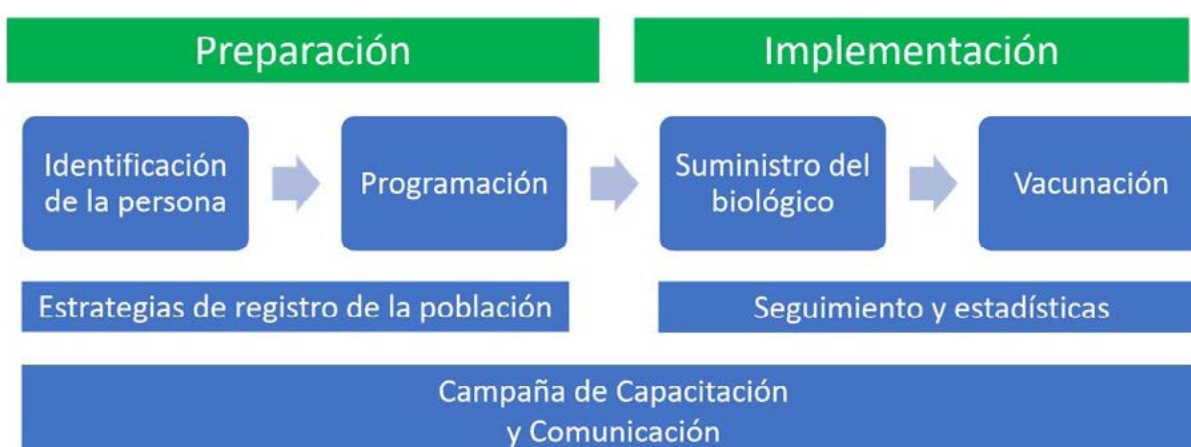 Preparación
Implementación
Identificación
de la persona
Programación
Suministro del
biológico
Vacunación
Estrategias de registro de la población
Seguimiento y estadísticas
Campaña de Capacitación
y Comunicación